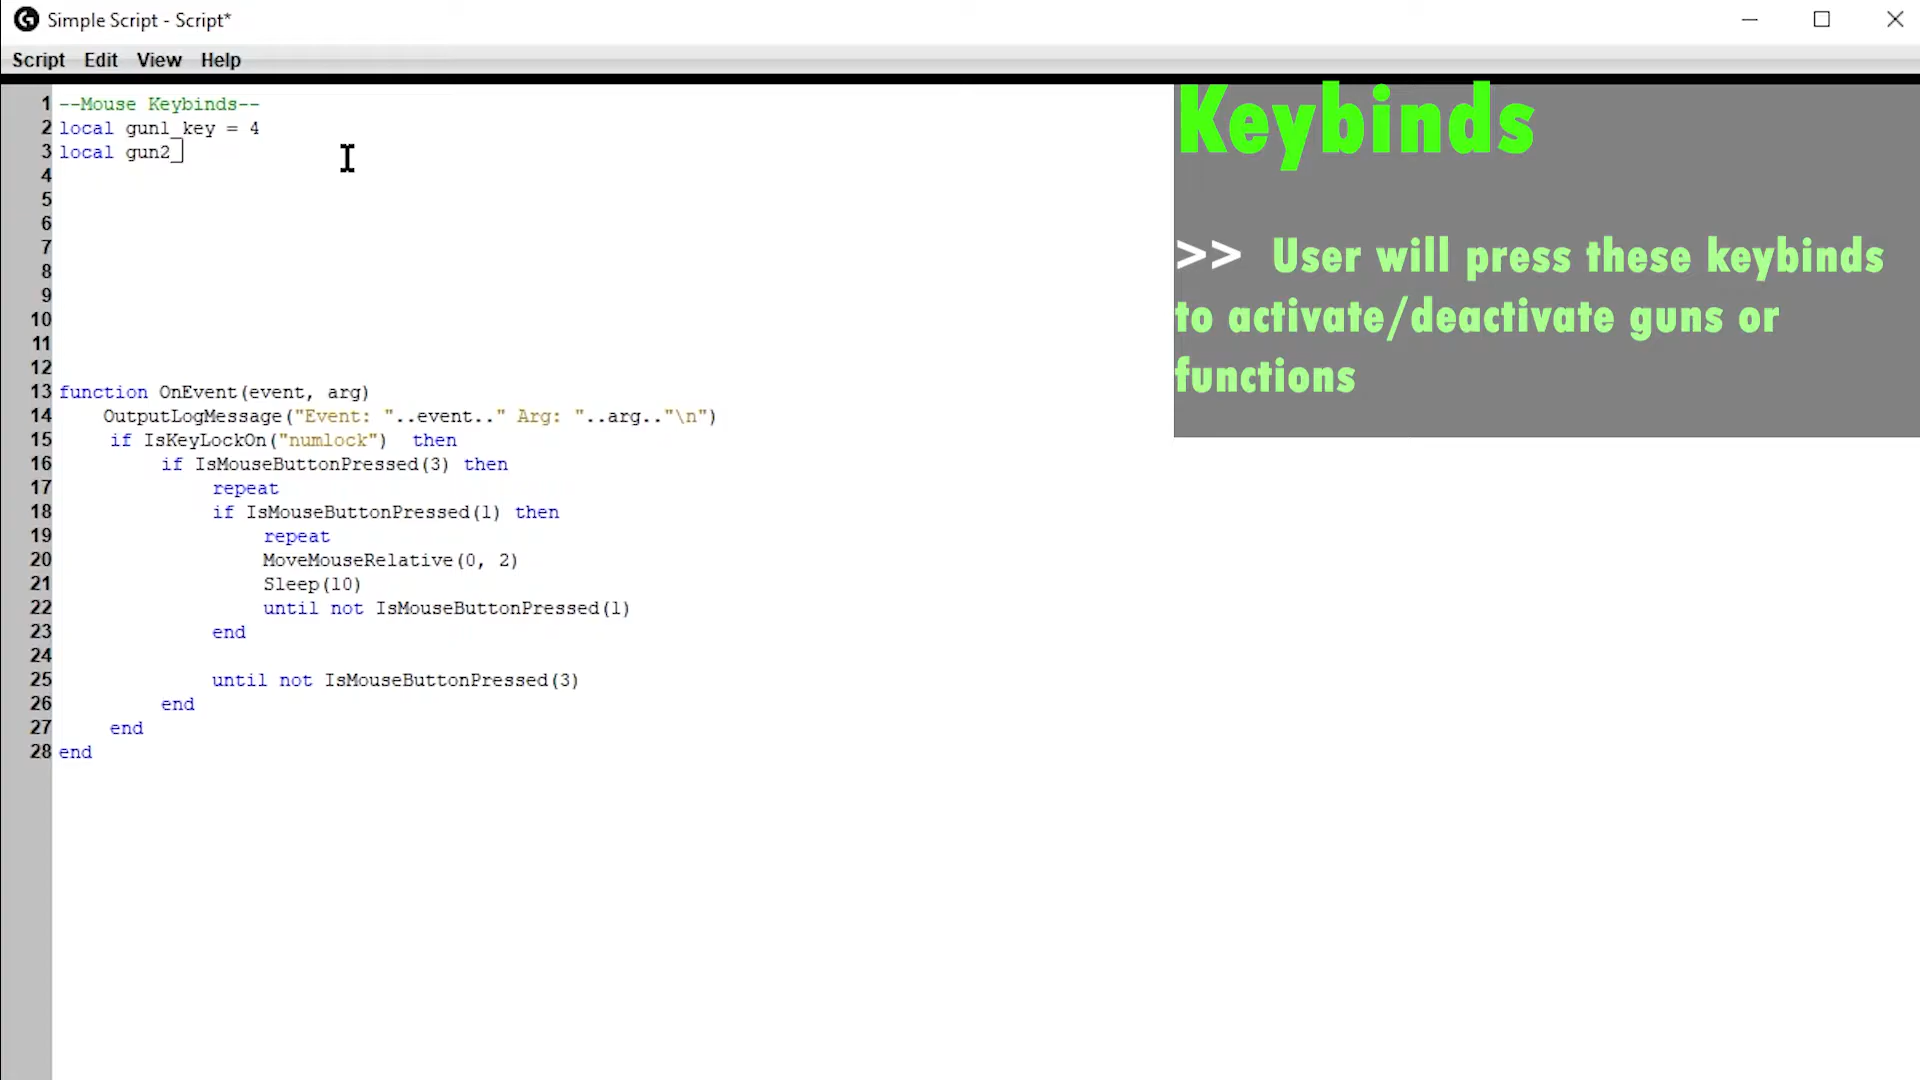 Simple Script - Script*
Script Edit View Help
1 --Mouse Keybinds--
2 local gun1_key = 4
3 local gun2_
4
5
6
7
8
9
10
11
12
13 function OnEvent(event, arg)
14 OutputLogMessage("Event: "..event.." Arg: "..arg.."\n")
15 if IsKeyLockOn("numlock") then
16 if IsMouseButtonPressed(3) then
17 repeat
18 if IsMouseButtonPressed(1) then
19 repeat
20 MoveMouseRelative(0, 2)
21 Sleep(10)
22 until not IsMouseButtonPressed(1)
23 end
24
25 until not IsMouseButtonPressed(3)
26 end
27 end
28 end
Keybinds
>> User will press these keybinds
to activate/deactivate guns or
functions